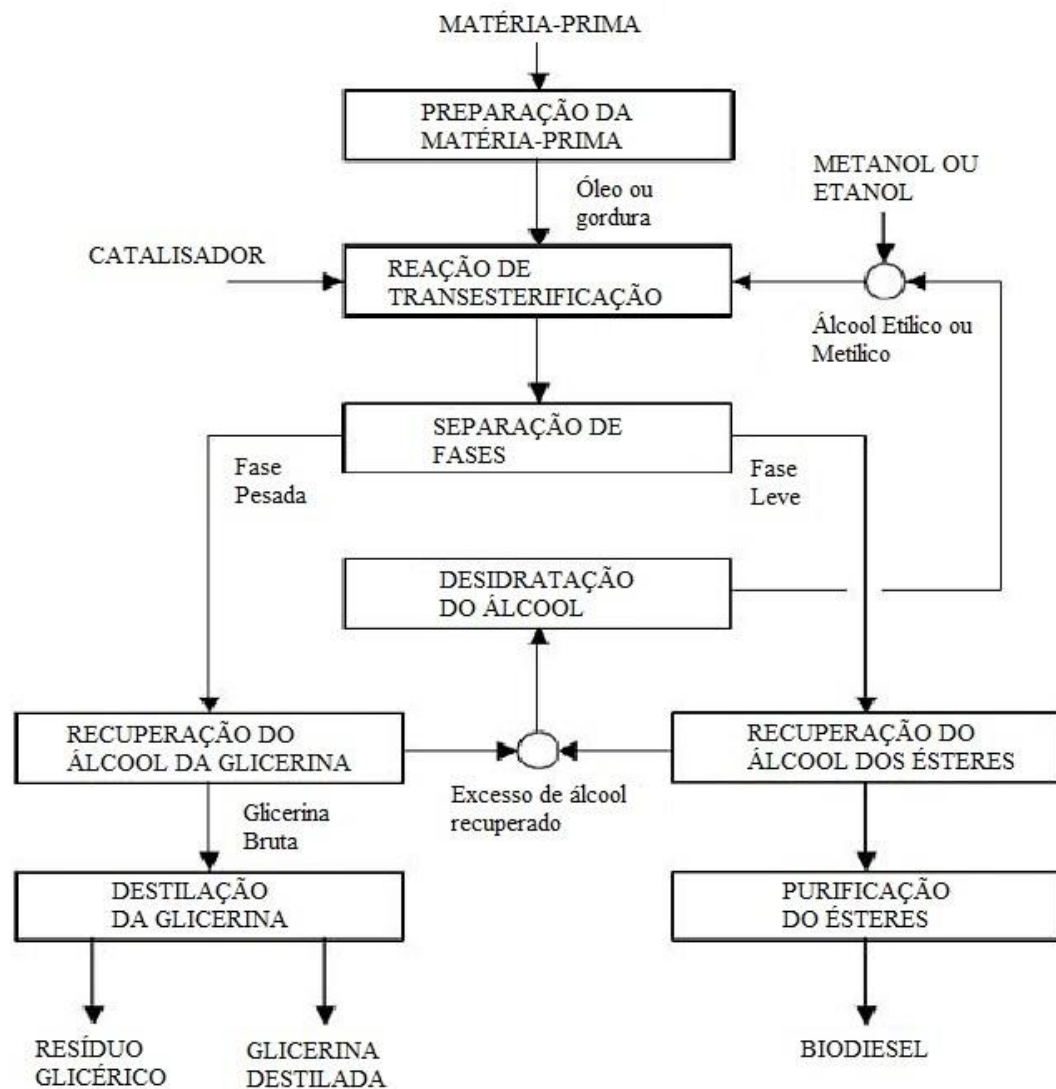 MATÉRIA-PRIMA
PREPARAÇÃO DA
MATÉRIA-PRIMA
METANOL OU
ETANOL
Óleo ou
gordura
CATALISADOR
REAÇÃO DE
TRANSESTERIFICAÇÃO
Álcool Etílico ou
Metílico
SEPARAÇÃO DE
FASES
Fase
Pesada
Fase
Leve
DESIDRATAÇÃO
DO ÁLCOOL
RECUPERAÇÃO DO
ÁLCOOL DA GLICERINA
RECUPERAÇÃO DO
ÁLCOOL DOS ÉSTERES
Excesso de álcool
recuperado
Glicerina
Bruta
DESTILAÇÃO
DA GLICERINA
PURIFICAÇÃO
DO ÉSTERES
RESÍDUO
GLICÉRICO
GLICERINA
DESTILADA
BIODIESEL